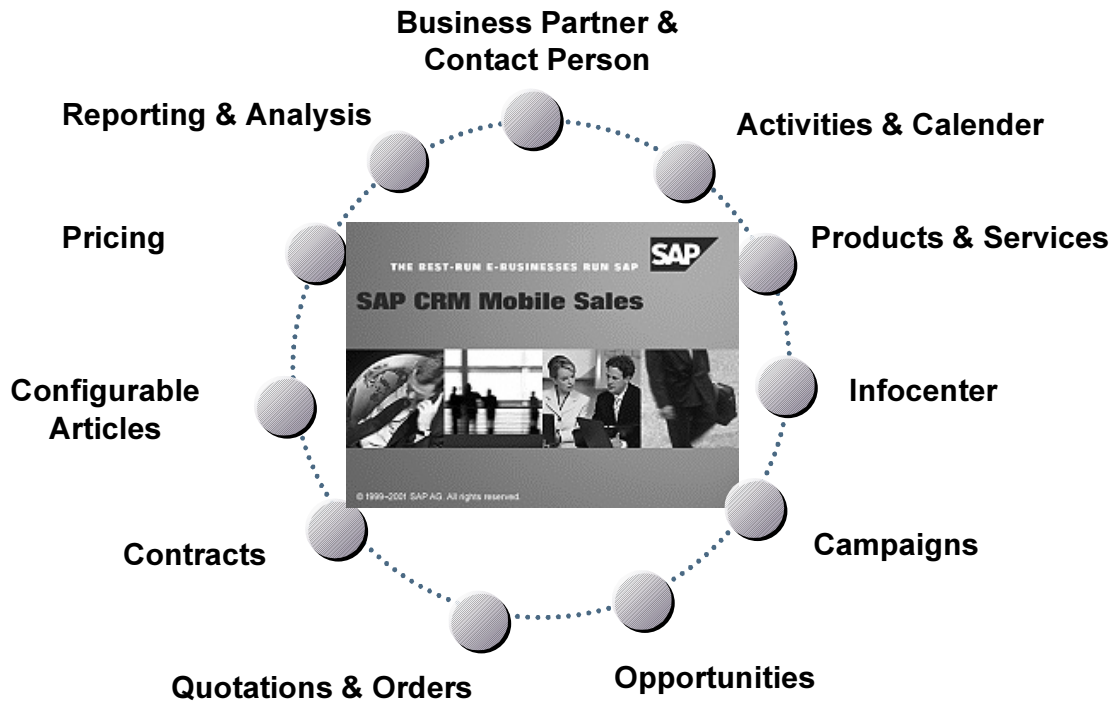 Business Partner &
Contact Person
Reporting & Analysis
Activities & Calender
Pricing
Products & Services
SAP
THE BEST-RUN E-BUSINESSES RUN SAP
SAP CRM Mobile Sales
Configurable
Articles
Infocenter
© 1999-2001 SAP AG. All rights reserved.
Contracts
Campaigns
Quotations & Orders
Opportunities